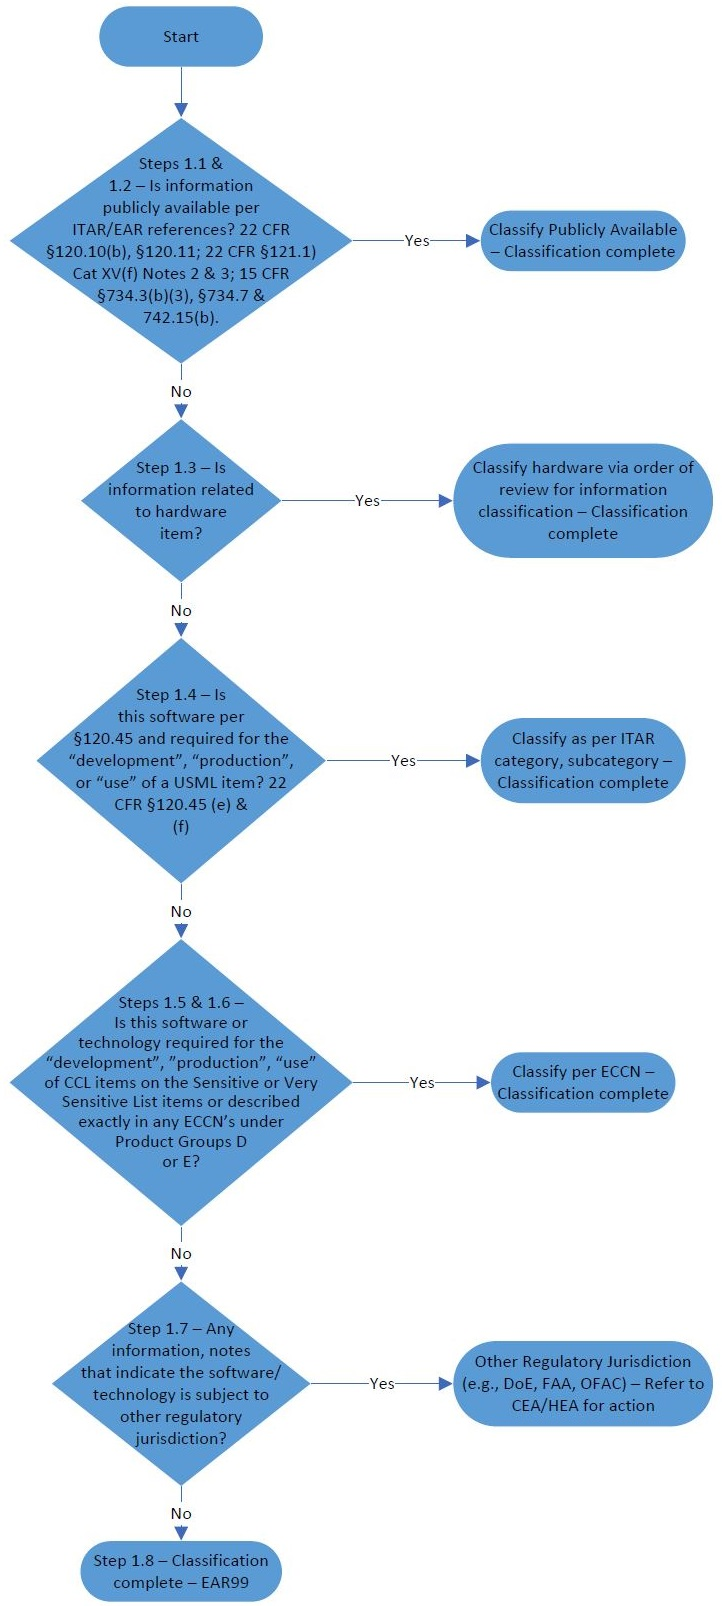 Start
Steps 1.1 &
1.2 – Is information
publicly available per
ITAR/EAR references? 22 CFR
§120.10(b), §120.11; 22 CFR §121.1)
Cat XV(f) Notes 2 & 3; 15 CFR
§734.3(b)(3), §734.7 &
742.15(b).
Yes
Classify Publicly Available
– Classification complete
No
Step 1.3 – Is
information related
to hardware
item?
Yes
Classify hardware via order of
review for information
classification – Classification
complete
No
Step 1.4 – Is
this software per
§120.45 and required for the
“development”, “production”,
or “use” of a USML item? 22
CFR §120.45 (e) &
(f)
Yes
Classify as per ITAR
category, subcategory –
Classification complete
No
Steps 1.5 & 1.6 –
Is this software or
technology required for the
“development”, ”production”, “use”
of CCL items on the Sensitive or Very
Sensitive List items or described
exactly in any ECCN’s under
Product Groups D
or E?
Yes
Classify per ECCN –
Classification complete
No
Step 1.7 – Any
information, notes
that indicate the software/
technology is subject to
other regulatory
jurisdiction?
Yes
Other Regulatory Jurisdiction
(e.g., DoE, FAA, OFAC) – Refer to
CEA/HEA for action
No
Step 1.8 – Classification
complete – EAR99